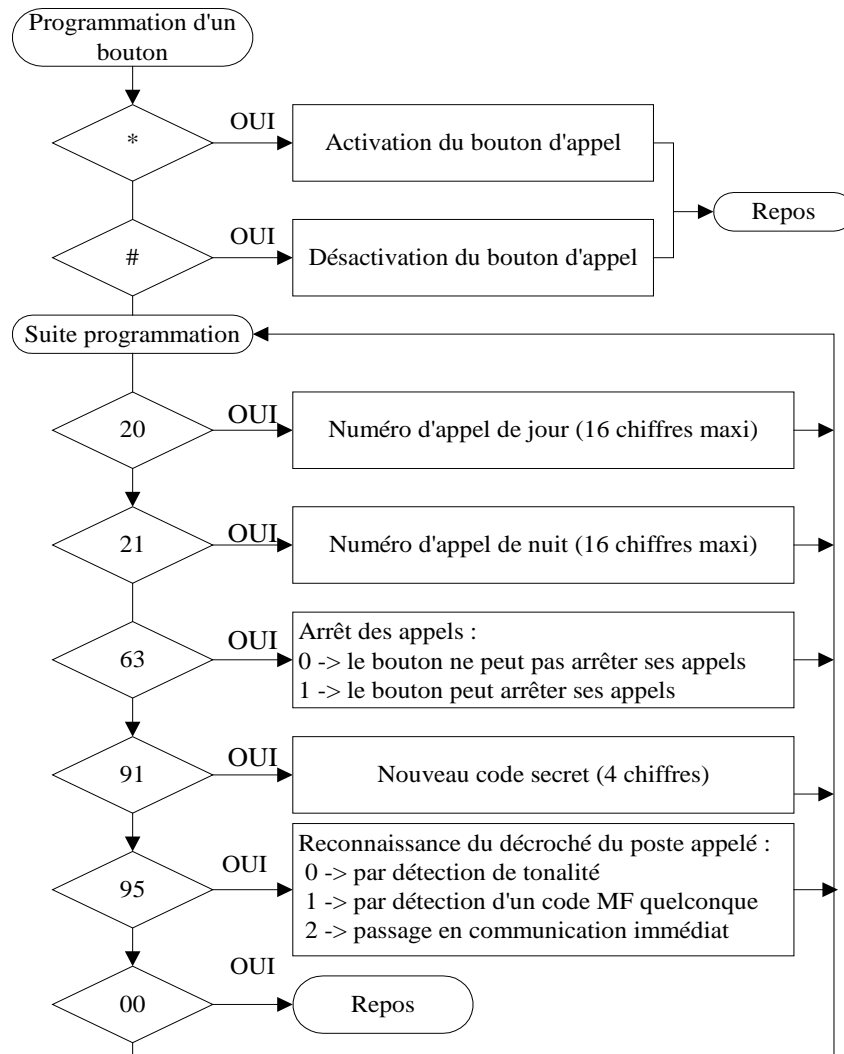 Programmation d'un
bouton
*
OUI
Activation du bouton d'appel
Repos
#
OUI
Désactivation du bouton d'appel
Suite programmation
20
OUI
Numéro d'appel de jour (16 chiffres maxi)
21
OUI
Numéro d'appel de nuit (16 chiffres maxi)
63
OUI
Arrêt des appels :
0 -> le bouton ne peut pas arrêter ses appels
1 -> le bouton peut arrêter ses appels
91
OUI
Nouveau code secret (4 chiffres)
95
OUI
Reconnaissance du décroché du poste appelé :
0 -> par détection de tonalité
1 -> par détection d'un code MF quelconque
2 -> passage en communication immédiat
00
OUI
Repos